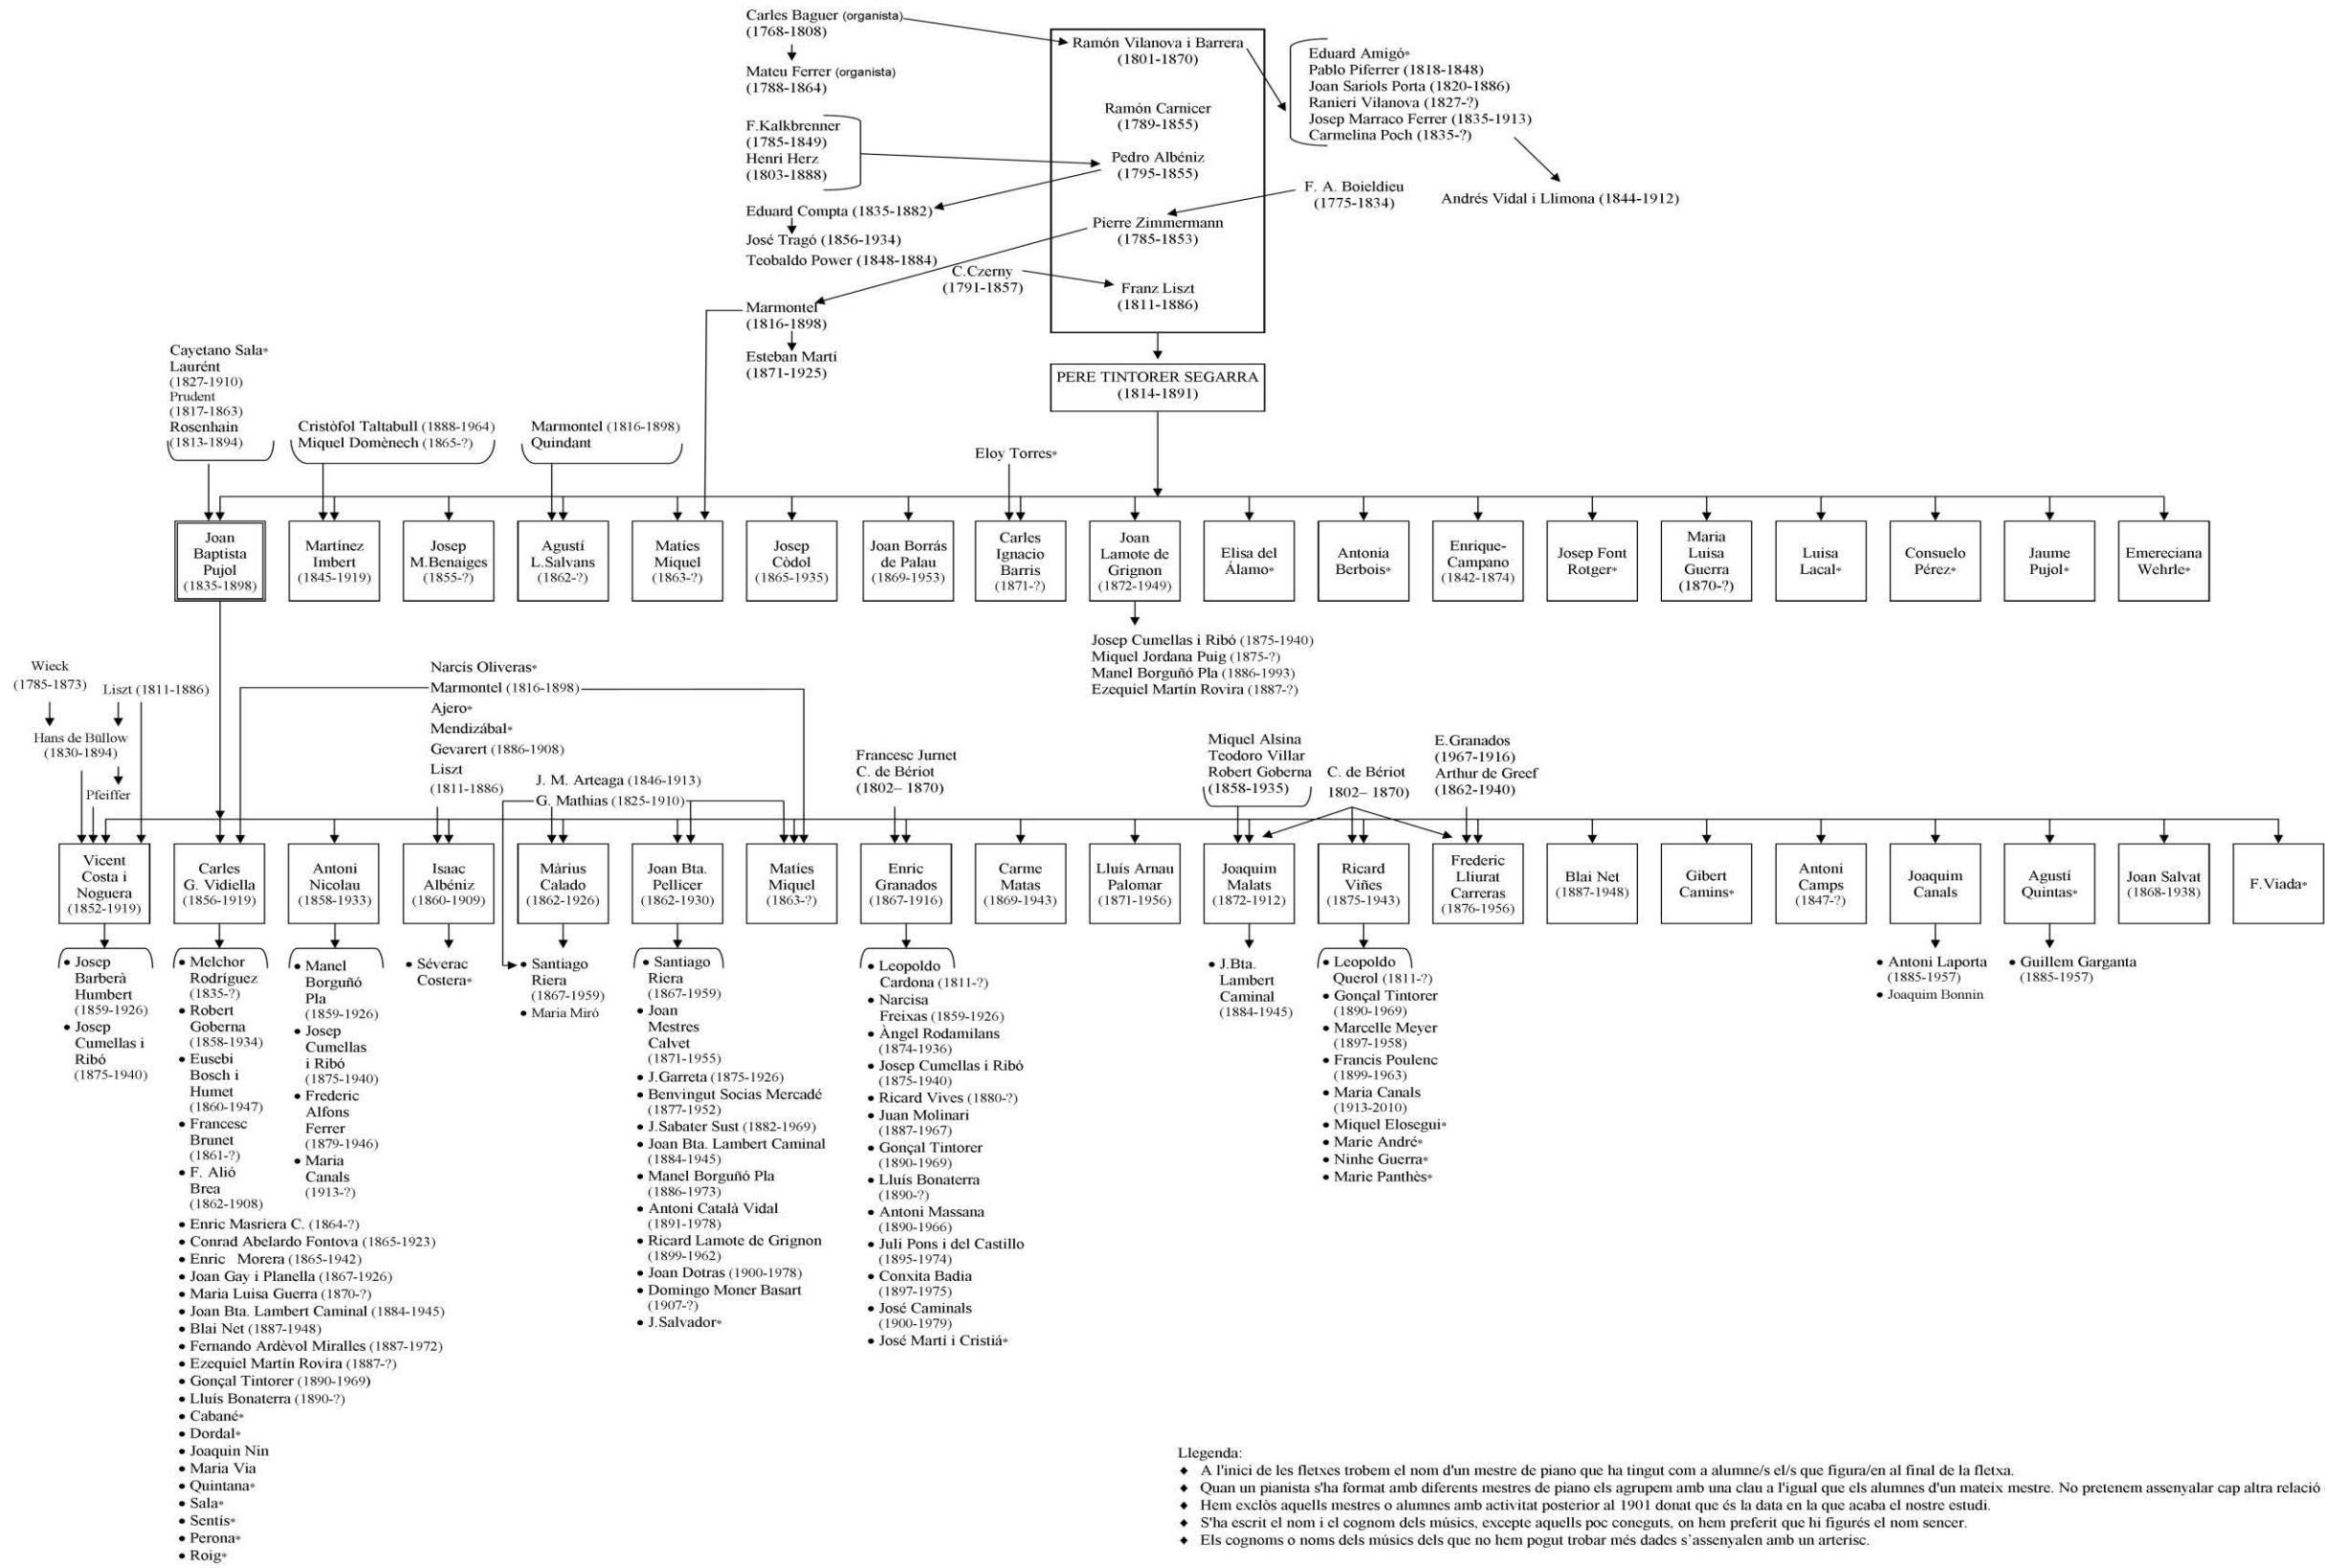 Carles Baguer (organista)
(1768-1808)
Mateu Ferrer (organista)
(1788-1864)
F.Kalkbrenner
(1785-1849)
Henri Herz
(1803-1888)
Eduard Compta (1835-1882)
José Tragó (1856-1934)
Teobaldo Power (1848-1884)
C.Czerny
(1791-1857)
Marmontel
(1816-1898)
Esteban Martí
(1871-1925)
Ramón Vilanova i Barrera
(1801-1870)
Ramón Carnicer
(1789-1855)
Pedro Albéniz
(1795-1855)
Pierre Zimmermann
(1785-1853)
Franz Liszt
(1811-1886)
Eduard Amigó*
Pablo Piferrer (1818-1848)
Joan Sariols Porta (1820-1886)
Ranieri Vilanova (1827-?)
Josep Marraco Ferrer (1835-1913)
Carmelina Poch (1835-?)
F. A. Boieldieu
(1775-1834)
Andrés Vidal i Llimona (1844-1912)
PERE TINTORER SEGARRA
(1814-1891)
Cayetano Sala*
Laurént
(1827-1910)
Prudent
(1817-1863)
Rosenhain
(1813-1894)
Cristòfol Taltabull (1888-1964)
Miquel Domènech (1865-?)
Marmontel (1816-1898)
Quindant
Eloy Torres*
Joan
Baptista
Pujol
(1835-1898)
Martínez
Imbert
(1845-1919)
Josep
M.Benaiges
(1855-?)
Agustí
L.Salvans
(1862-?)
Matíes
Miquel
(1863-?)
Josep
Còdol
(1865-1935)
Joan Borrás
de Palau
(1869-1953)
Carles
Ignacio
Barris
(1871-?)
Joan
Lamote de
Grignon
(1872-1949)
Elisa del
Álamo*
Antonia
Berbois*
Enrique-
Campano
(1842-1874)
Josep Font
Rotger*
Maria
Luisa
Guerra
(1870-?)
Luisa
Lacal*
Consuelo
Pérez*
Jaume
Pujol*
Emereciana
Wehrle*
Josep Cumellas i Ribó (1875-1940)
Miquel Jordana Puig (1875-?)
Manel Borguñó Pla (1886-1993)
Ezequiel Martín Rovira (1887-?)
Wieck
(1785-1873)
Liszt (1811-1886)
Hans de Büllow
(1830-1894)
Pfeiffer
Narcís Oliveras*
Marmontel (1816-1898)
Ajero*
Mendizábal*
Gevarert (1886-1908)
Liszt
(1811-1886)
J. M. Arteaga (1846-1913)
G. Mathias (1825-1910)
Francesc Jurnet
C. de Bériot
(1802– 1870)
Miquel Alsina
Teodoro Villar
Robert Goberna
(1858-1935)
C. de Bériot
1802– 1870)
E.Granados
(1967-1916)
Arthur de Greef
(1862-1940)
Vicent
Costa i
Noguera
(1852-1919)
Carles
G. Vidiella
(1856-1919)
Antoni
Nicolau
(1858-1933)
Isaac
Albéniz
(1860-1909)
Màrius
Calado
(1862-1926)
Joan Bta.
Pellicer
(1862-1930)
Matíes
Miquel
(1863-?)
Enric
Granados
(1867-1916)
Carme
Matas
(1869-1943)
Lluís Arnau
Palomar
(1871-1956)
Joaquim
Malats
(1872-1912)
Ricard
Viñes
(1875-1943)
Frederic
Lliurat
Carreras
(1876-1956)
Blai Net
(1887-1948)
Gibert
Camins*
Antoni
Camps
(1847-?)
Joaquim
Canals
Agustí
Quintas*
Joan Salvat
(1868-1938)
F.Viada*
• Josep
Barberà
Humbert
(1859-1926)
• Josep
Cumellas i
Ribó
(1875-1940)
• Melchor
Rodríguez
(1835-?)
• Robert
Goberna
(1858-1934)
• Eusebi
Bosch i
Humet
(1860-1947)
• Francesc
Brunet
(1861-?)
• F. Alió
Brea
(1862-1908)
• Enric Masriera C. (1864-?)
• Conrad Abelardo Fontova (1865-1923)
• Enric Morera (1865-1942)
• Joan Gay i Planella (1867-1926)
• Maria Luisa Guerra (1870-?)
• Joan Bta. Lambert Caminal (1884-1945)
• Blai Net (1887-1948)
• Fernando Ardèvol Miralles (1887-1972)
• Ezequiel Martín Rovira (1887-?)
• Gonçal Tintorer (1890-1969)
• Lluís Bonaterra (1890-?)
• Cabané*
• Dordal*
• Joaquin Nin
• Maria Via
• Quintana*
• Sala*
• Sentís*
• Perona*
• Roig*
• Manel
Borguñó
Pla
(1859-1926)
• Josep
Cumellas
i Ribó
(1875-1940)
• Frederic
Alfons
Ferrer
(1879-1946)
• Maria
Canals
(1913-?)
• Séverac
Costera*
• Santiago
Riera
(1867-1959)
• Maria Miró
• Santiago
Riera
(1867-1959)
• Joan
Mestres
Calvet
(1871-1955)
• J.Garreta (1875-1926)
• Benvingut Socias Mercadé
(1877-1952)
• J.Sabater Sust (1882-1969)
• Joan Bta. Lambert Caminal
(1884-1945)
• Manel Borguñó Pla
(1886-1973)
• Antoni Català Vidal
(1891-1978)
• Ricard Lamote de Grignon
(1899-1962)
• Joan Dotras (1900-1978)
• Domingo Moner Basart
(1907-?)
• J.Salvador*
• Leopoldo
Cardona (1811-?)
• Narcisa
Freixas (1859-1926)
• Àngel Rodamilans
(1874-1936)
• Josep Cumellas i Ribó
(1875-1940)
• Ricard Vives (1880-?)
• Juan Molinari
(1887-1967)
• Gonçal Tintorer
(1890-1969)
• Lluís Bonaterra
(1890-?)
• Antoni Massana
(1890-1966)
• Juli Pons i del Castillo
(1895-1974)
• Conxita Badia
(1897-1975)
• José Caminals
(1900-1979)
• José Martí i Cristiá*
• J.Bta.
Lambert
Caminal
(1884-1945)
• Leopoldo
Querol (1811-?)
• Gonçal Tintorer
(1890-1969)
• Marcelle Meyer
(1897-1958)
• Francis Poulenc
(1899-1963)
• Maria Canals
(1913-2010)
• Miquel Elosegui*
• Marie André*
• Ninhe Guerra*
• Marie Panthès*
• Antoni Laporta
(1885-1957)
• Joaquim Bonnin
• Guillem Garganta
(1885-1957)
Llegenda:
◆ A l'inici de les fletxes trobem el nom d'un mestre de piano que ha tingut com a alumne/s el/s que figura/en al final de la fletxa.
◆ Quan un pianista s'ha format amb diferents mestres de piano els agrupem amb una clau a l'igual que els alumnes d'un mateix mestre. No pretenem assenyalar cap altra relació
◆ Hem exclòs aquells mestres o alumnes amb activitat posterior al 1901 donat que és la data en la que acaba el nostre estudi.
◆ S'ha escrit el nom i el cognom dels músics, excepte aquells poc coneguts, on hem preferit que hi figurés el nom sencer.
◆ Els cognoms o noms dels músics dels que no hem pogut trobar més dades s’assenyalen amb un arterisc.